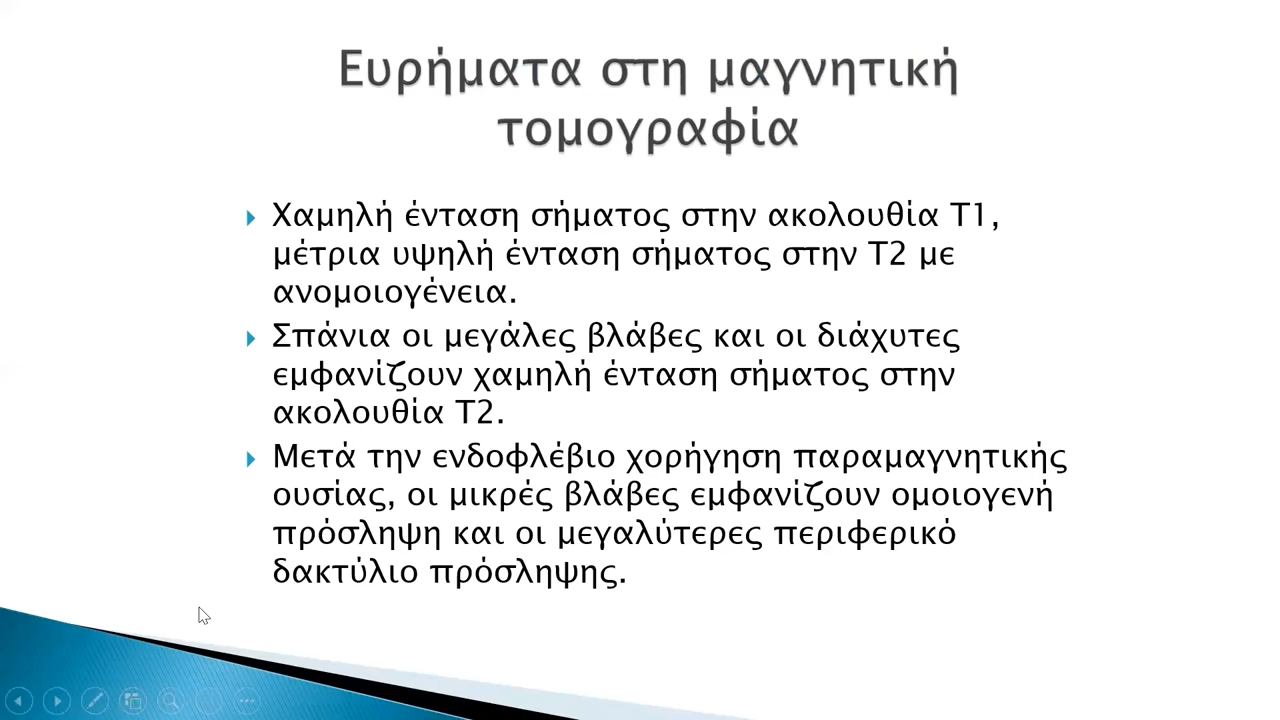 Ευρήματα στη μαγνητική
τομογραφία
Χαμηλή ένταση σήματος στην ακολουθία Τ1,
μέτρια υψηλή ένταση σήματος στην Τ2 με
ανομοιογένεια.
Σπάνια οι μεγάλες βλάβες και οι διάχυτες
εμφανίζουν χαμηλή ένταση σήματος στην
ακολουθία Τ2.
Μετά την ενδοφλέβιο χορήγηση παραμαγνητικής
ουσίας, οι μικρές βλάβες εμφανίζουν ομοιογενή
πρόσληψη και οι μεγαλύτερες περιφερικό
δακτύλιο πρόσληψης.